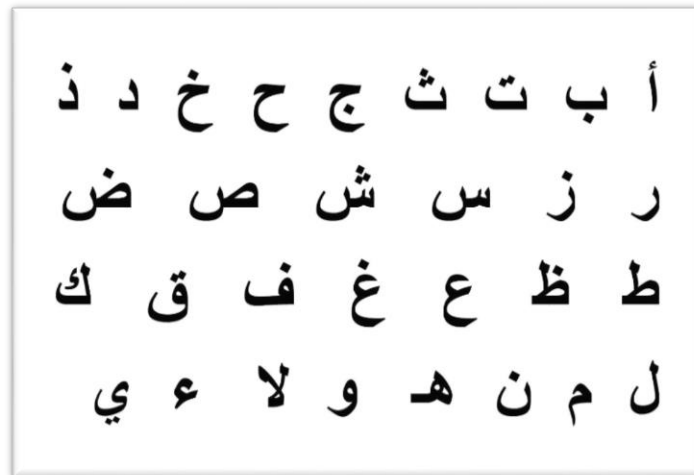 أ ب ت ث ج ح خ د ذ
ر ز س ش ص ض
ط ظ ع غ ف ق ك
ل م ن هـ و لا ء ي